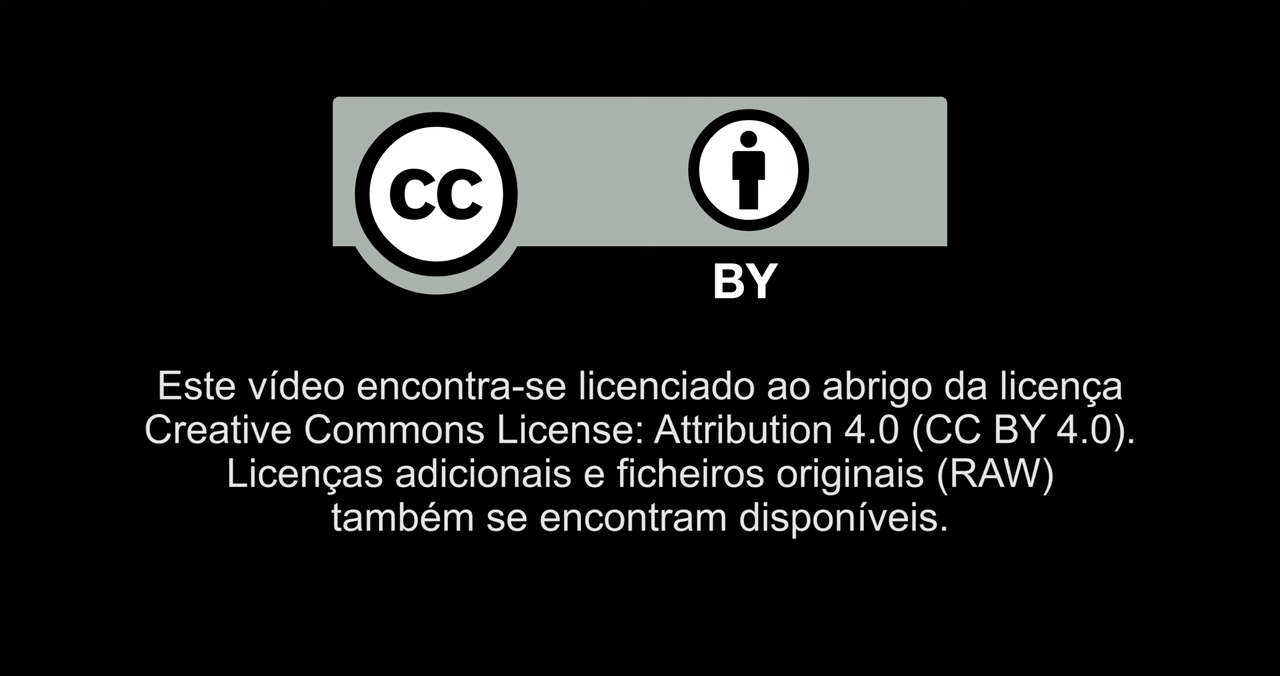 CC
BY
Este vídeo encontra-se licenciado ao abrigo da licença
Creative Commons License: Attribution 4.0 (CC BY 4.0).
Licenças adicionais e ficheiros originais (RAW)
também se encontram disponíveis.